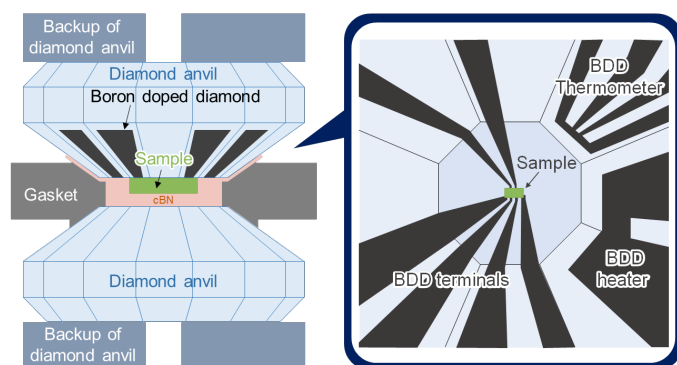 Backup of
diamond anvil
Diamond anvil
Boron doped diamond
Sample
Gasket
cBN
Diamond anvil
Backup of
diamond anvil
BDD
Thermometer
Sample
BDD terminals
BDD
heater